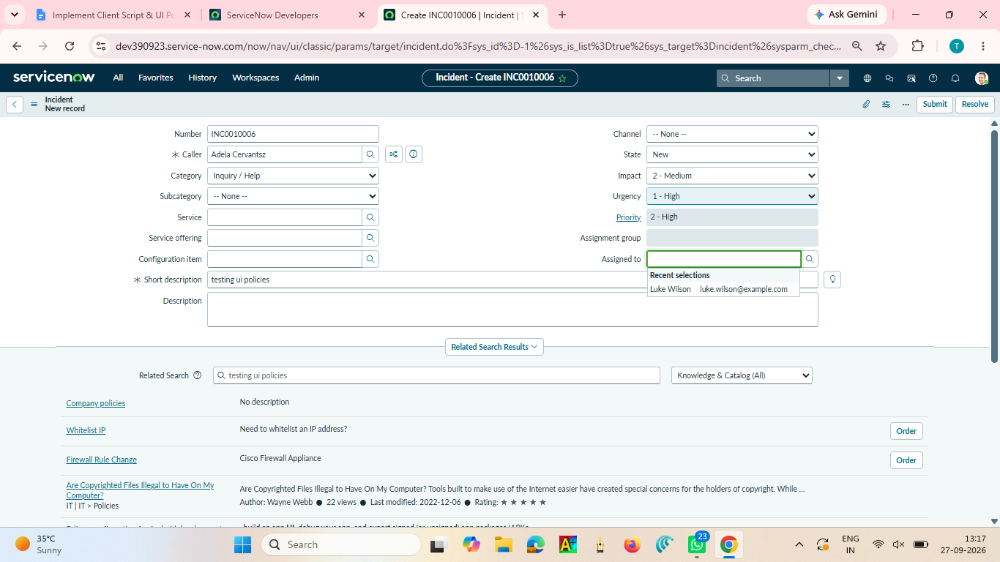 Implement Client Script & UI Po
ServiceNow Developers
Create INC0010006 | Incident | S
Ask Gemini
dev390923.service-now.com/now/nav/ui/classic/params/target/incident.do%3Fsys_id%3D-1%26sys_is_list%3Dtrue%26sys_target%3Dincident%26sysparm_chec...
T
servicenow
All
Favorites
History
Workspaces
Admin
Incident - Create INC0010006
Search
Incident
New record
Submit
Resolve
Number
INC0010006
Channel
-- None --
Caller
Adela Cervantsz
State
New
Category
Inquiry / Help
Impact
2 - Medium
Subcategory
-- None --
Urgency
1 - High
Service
Priority
2 - High
Service offering
Assignment group
Configuration item
Assigned to
Recent selections
Luke Wilson luke.wilson@example.com
Short description
testing ui policies
Description
Related Search Results
Related Search
testing ui policies
Knowledge & Catalog (All)
Company policies
No description
Whitelist IP
Need to whitelist an IP address?
Order
Firewall Rule Change
Cisco Firewall Appliance
Order
Are Copyrighted Files Illegal to Have On My
Computer?
IT | IT > Policies
Are Copyrighted Files Illegal to Have On My Computer? Tools built to make use of the Internet easier have created special concerns for the holders of copyright. While ...
Author: Wayne Webb ● 22 views ● Last modified: 2022-12-06 ● Rating: ★ ★ ★ ★ ★
35°C
Sunny
Search
23
ENG
IN
13:17
27-09-2026